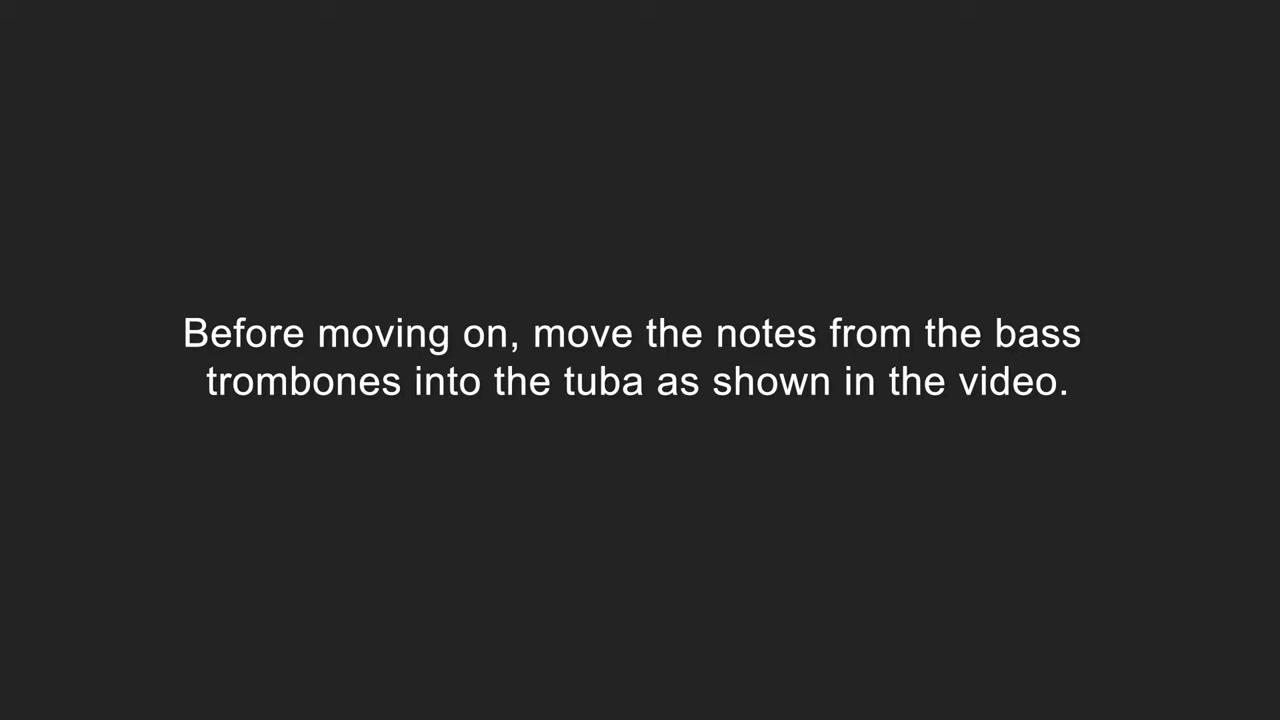 Before moving on, move the notes from the bass
trombones into the tuba as shown in the video.